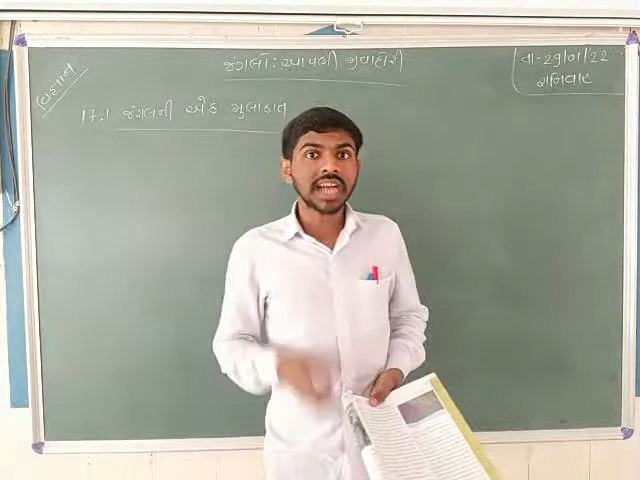 વિજ્ઞાન
જંગલો : આપણી જીવાદોરી
તા-29/01/22
શનિવાર
17.1 જંગલની એક મુલાકાત